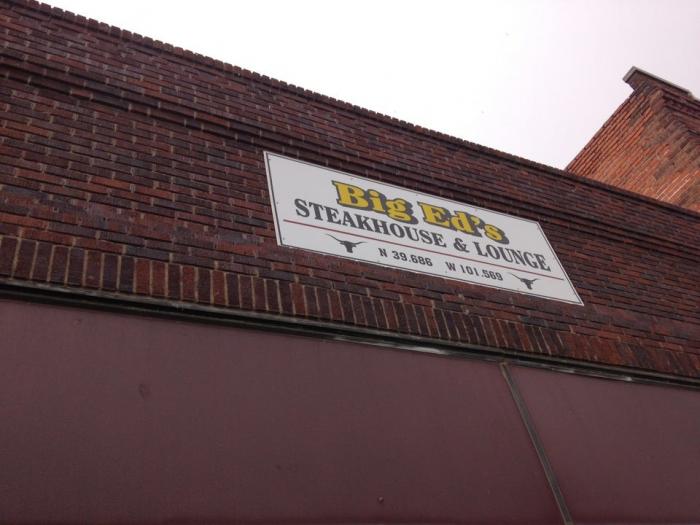 Big Ed's
STEAKHOUSE & LOUNGE
N 39.686 W 101.569